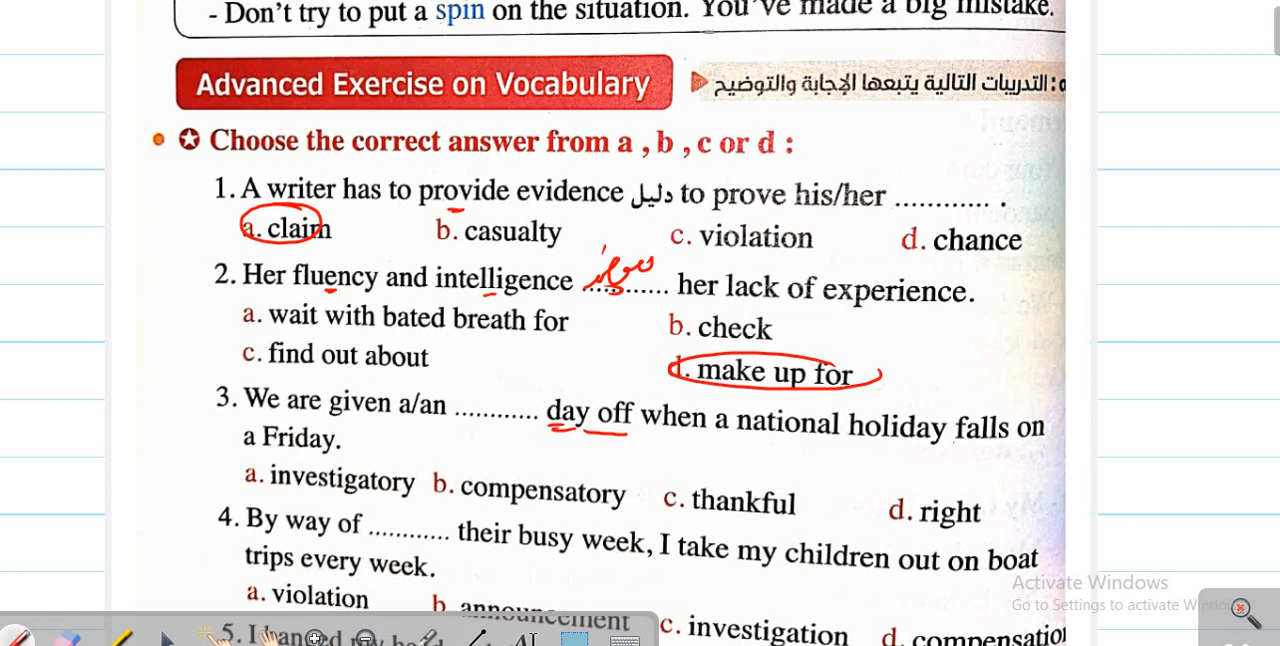 - Don't try to put a spin on the situation. You've made a big mistake.
Advanced Exercise on Vocabulary
التدريبات التالية يتبعها الإجابة والتوضيح
Choose the correct answer from a , b , c or d :
1. A writer has to provide evidence دليل to prove his/her ............ .
a. claim b. casualty c. violation d. chance
2. Her fluency and intelligence ............ her lack of experience.
a. wait with bated breath for b. check
c. find out about d. make up for
3. We are given a/an ............ day off when a national holiday falls on
a Friday.
a. investigatory b. compensatory c. thankful d. right
4. By way of ............ their busy week, I take my children out on boat
trips every week.
a. violation b announcement c. investigation d. compensation
5. I
Activate Windows
Go to Settings to activate Windows